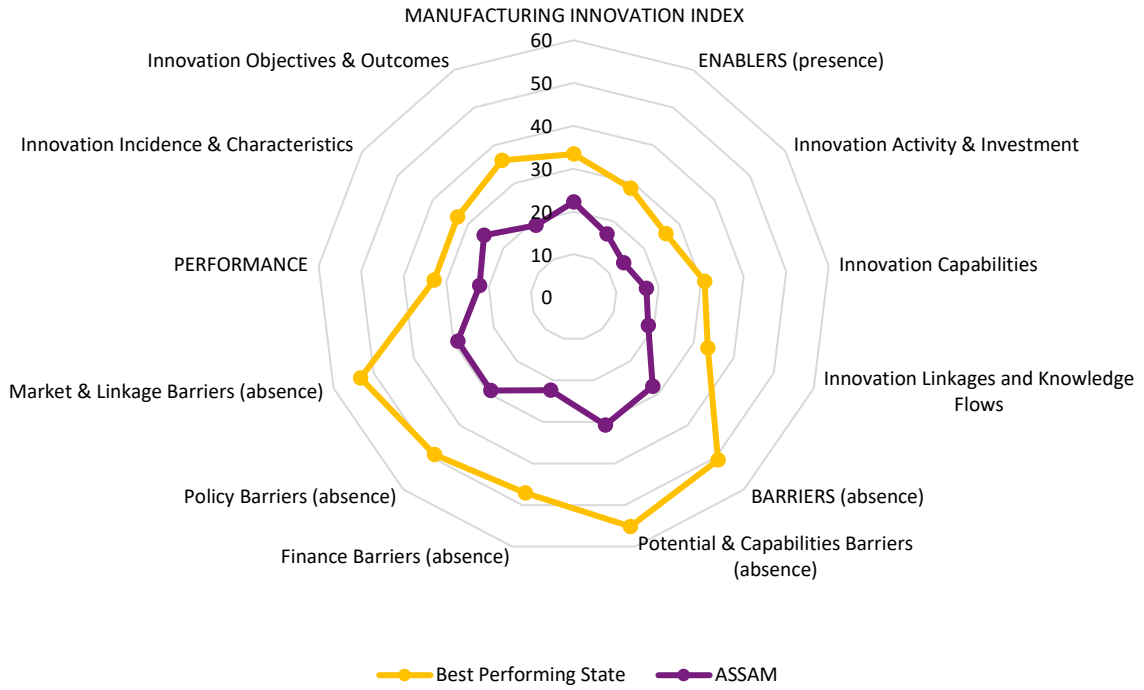 MANUFACTURING INNOVATION INDEX
60
50
40
30
20
10
0
ENABLERS (presence)
Innovation Activity & Investment
Innovation Capabilities
Innovation Linkages and Knowledge
Flows
BARRIERS (absence)
Potential & Capabilities Barriers
(absence)
Finance Barriers (absence)
Policy Barriers (absence)
Market & Linkage Barriers (absence)
PERFORMANCE
Innovation Incidence & Characteristics
Innovation Objectives & Outcomes
Best Performing State
ASSAM